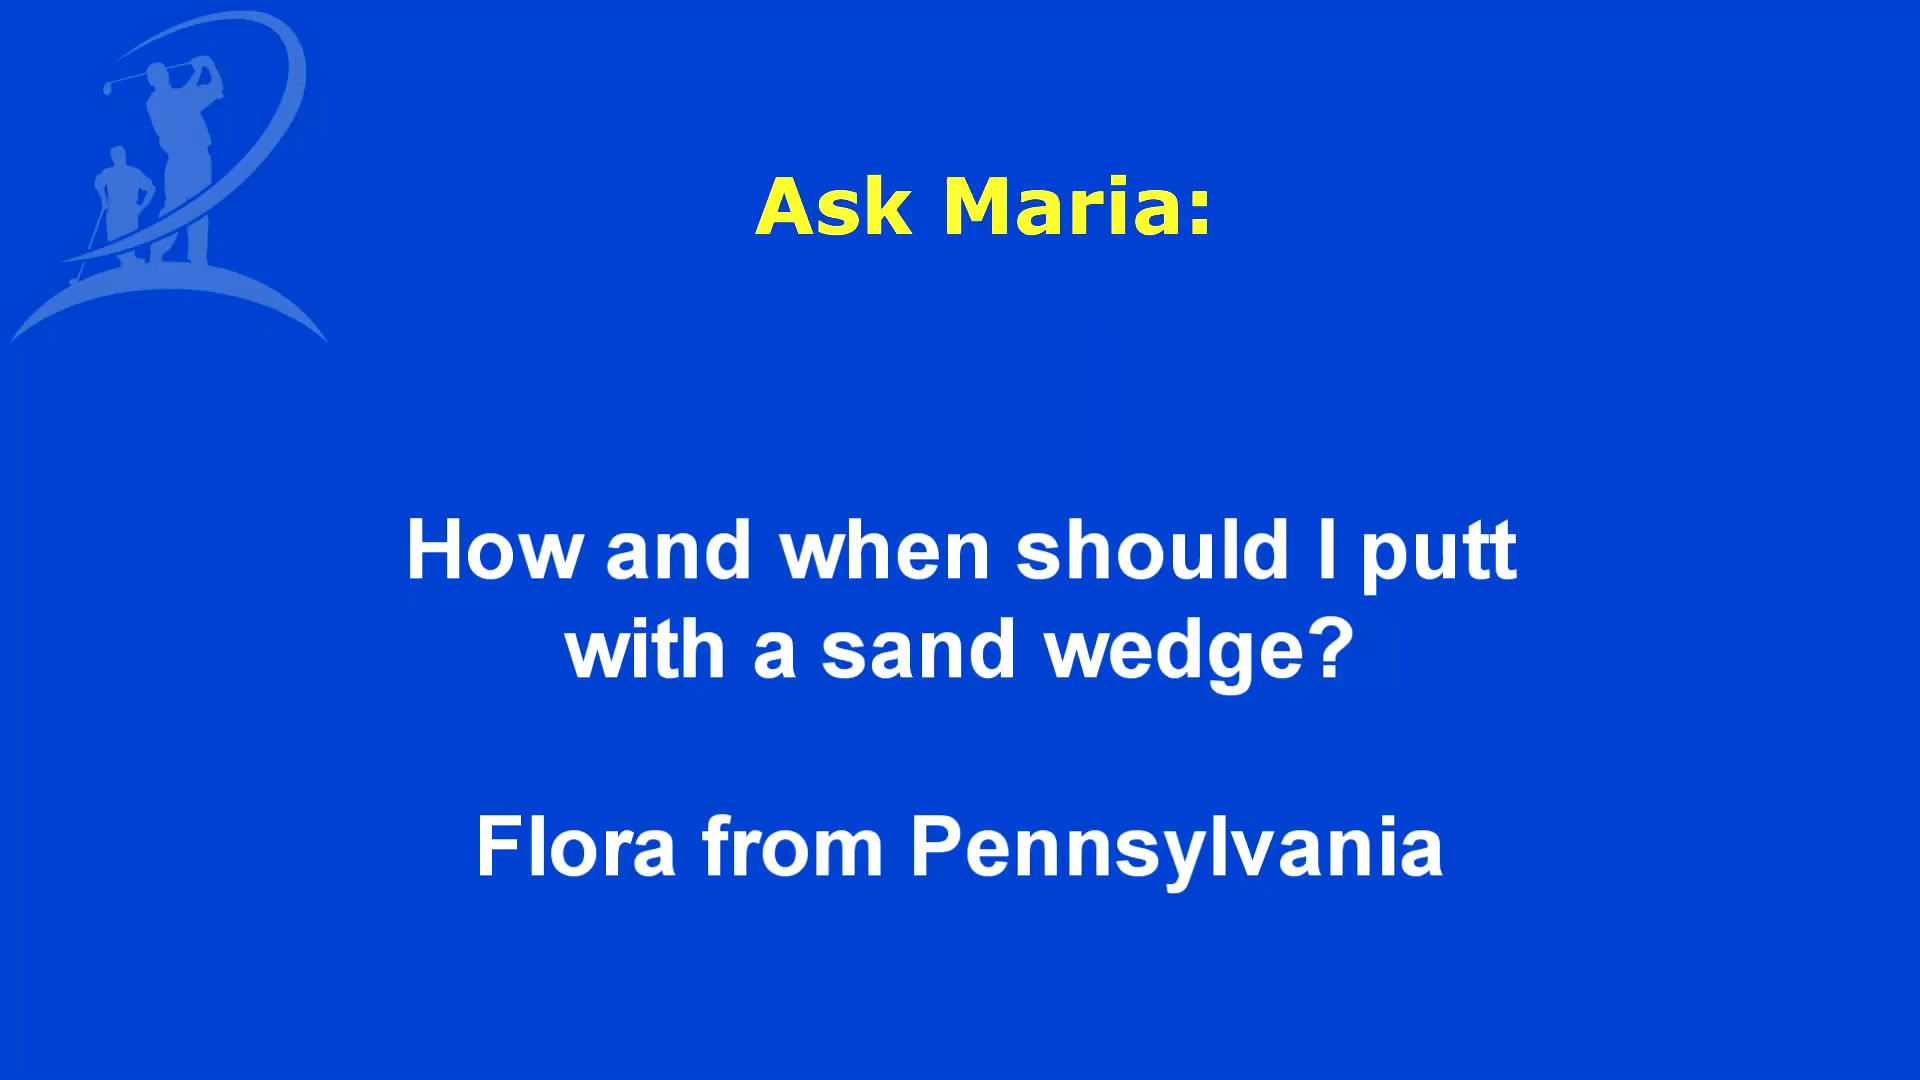 Ask Maria:
How and when should I putt
with a sand wedge?
Flora from Pennsylvania